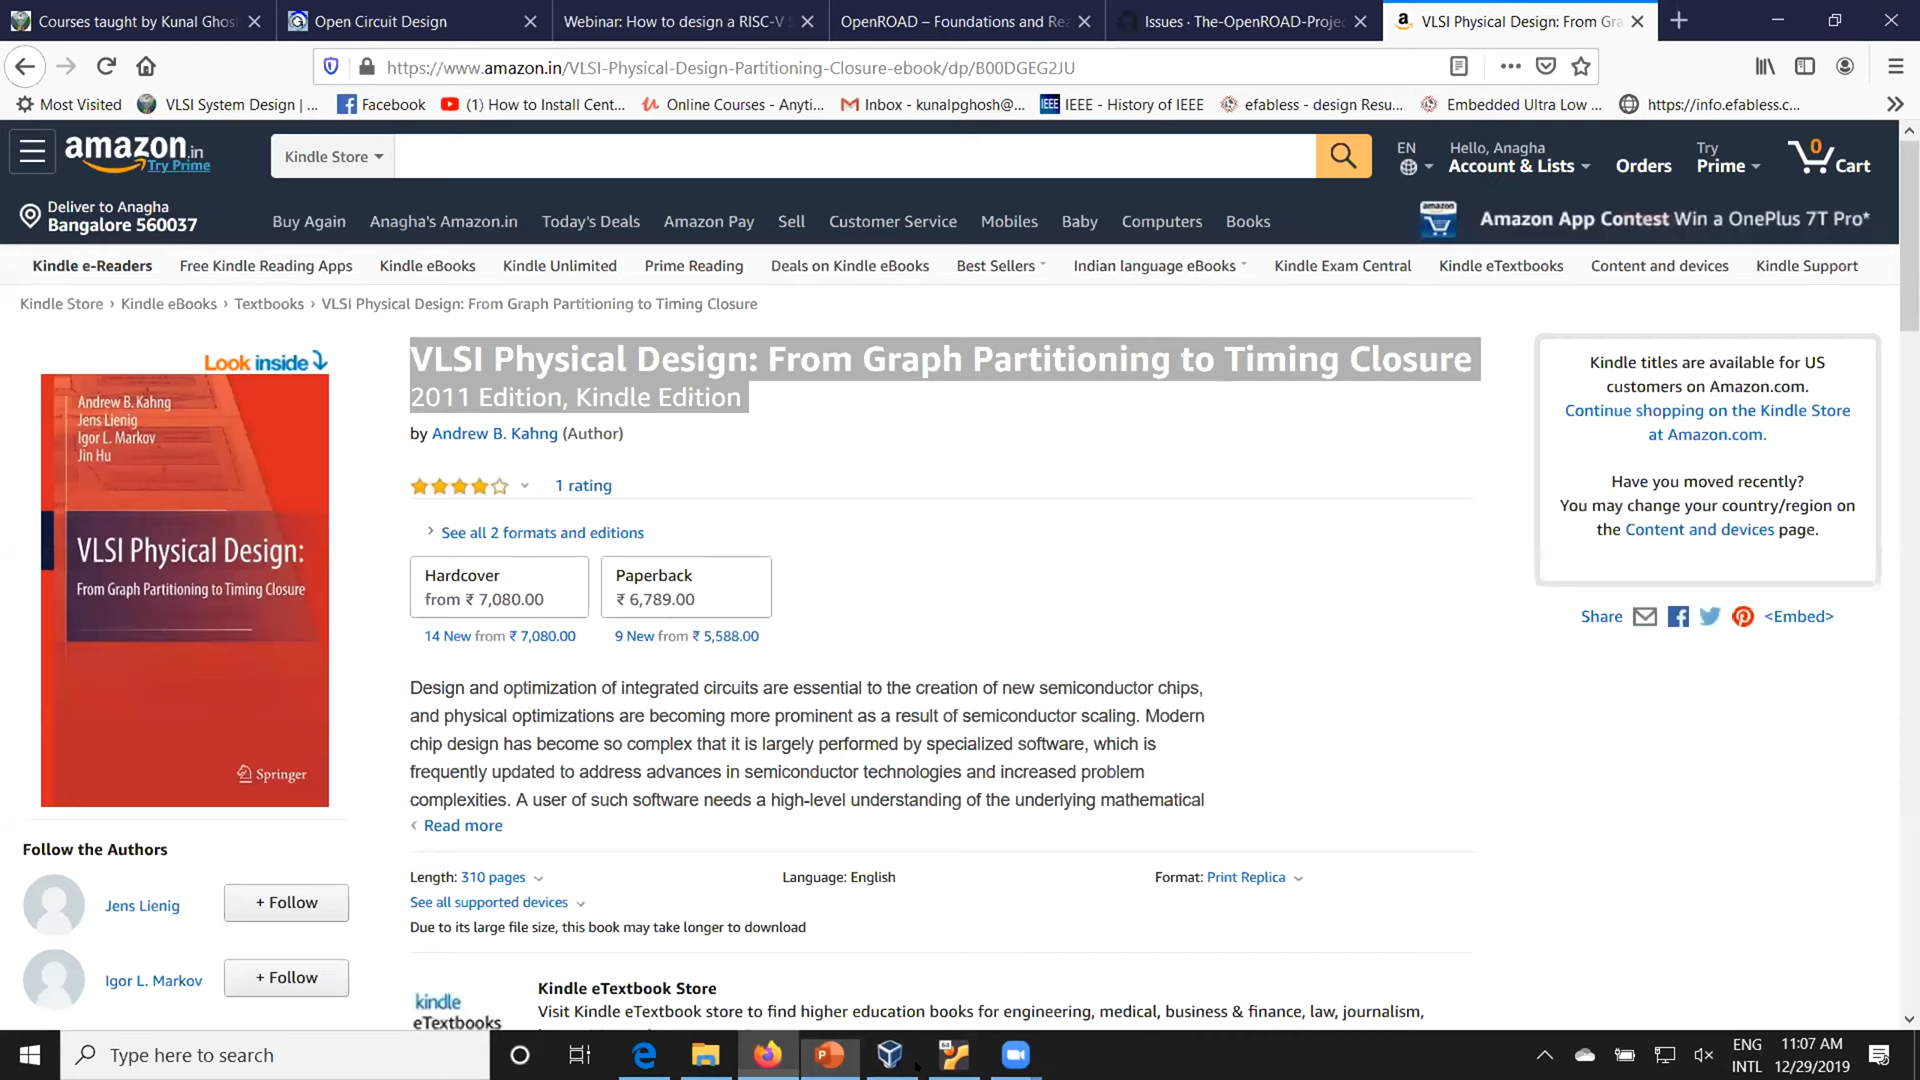 Courses taught by Kunal Ghos
Open Circuit Design
Webinar: How to design a RISC-V
OpenROAD – Foundations and Rea
Issues · The-OpenROAD-Projec
VLSI Physical Design: From Gra
https://www.amazon.in/VLSI-Physical-Design-Partitioning-Closure-ebook/dp/B00DGEG2JU
Most Visited
VLSI System Design | ...
Facebook
(1) How to Install Cent...
Online Courses - Anyti...
Inbox - kunalpghosh@...
IEEE - History of IEEE
efabless - design Resu...
Embedded Ultra Low ...
https://info.efabless.c...
amazon.in
Try Prime
Kindle Store
EN
Hello, Anagha
Account & Lists
Orders
Try
Prime
0
Cart
Deliver to Anagha
Bangalore 560037
Buy Again
Anagha's Amazon.in
Today's Deals
Amazon Pay
Sell
Customer Service
Mobiles
Baby
Computers
Books
amazon
Amazon App Contest Win a OnePlus 7T Pro*
Kindle e-Readers
Free Kindle Reading Apps
Kindle eBooks
Kindle Unlimited
Prime Reading
Deals on Kindle eBooks
Best Sellers
Indian language eBooks
Kindle Exam Central
Kindle eTextbooks
Content and devices
Kindle Support
Kindle Store › Kindle eBooks › Textbooks › VLSI Physical Design: From Graph Partitioning to Timing Closure
Look inside
Andrew B. Kahng
Jens Lienig
Igor L. Markov
Jin Hu
VLSI Physical Design:
From Graph Partitioning to Timing Closure
Springer
VLSI Physical Design: From Graph Partitioning to Timing Closure
2011 Edition, Kindle Edition
by Andrew B. Kahng (Author)
1 rating
See all 2 formats and editions
Hardcover
from ₹ 7,080.00
14 New from ₹ 7,080.00
Paperback
₹ 6,789.00
9 New from ₹ 5,588.00
Design and optimization of integrated circuits are essential to the creation of new semiconductor chips,
and physical optimizations are becoming more prominent as a result of semiconductor scaling. Modern
chip design has become so complex that it is largely performed by specialized software, which is
frequently updated to address advances in semiconductor technologies and increased problem
complexities. A user of such software needs a high-level understanding of the underlying mathematical
‹ Read more
Length: 310 pages
Language: English
Format: Print Replica
See all supported devices
Due to its large file size, this book may take longer to download
kindle
eTextbooks
Kindle eTextbook Store
Visit Kindle eTextbook store to find higher education books for engineering, medical, business & finance, law, journalism,
Kindle titles are available for US
customers on Amazon.com.
Continue shopping on the Kindle Store
at Amazon.com.
Have you moved recently?
You may change your country/region on
the Content and devices page.
Share
<Embed>
Follow the Authors
Jens Lienig
+ Follow
Igor L. Markov
+ Follow
Type here to search
64
ENG
INTL
11:07 AM
12/29/2019